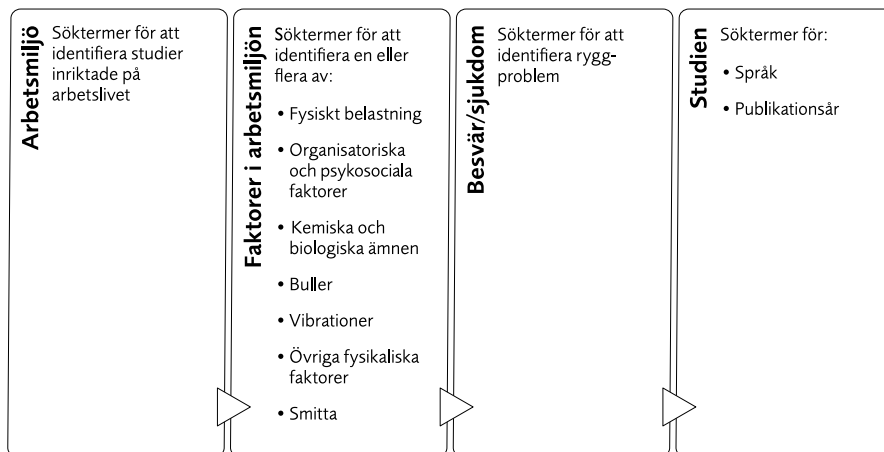 Arbetsmiljö
Söktermer för att
identifiera studier
inriktade på
arbetslivet
Faktorer i arbetsmiljön
Söktermer för att
identifiera en eller
flera av:
• Fysiskt belastning
• Organisatoriska
och psykosociala
faktorer
• Kemiska och
biologiska ämnen
• Buller
• Vibrationer
• Övriga fysikaliska
faktorer
• Smitta
Besvär/sjukdom
Söktermer för att
identifiera rygg-
problem
Studien
Söktermer för:
• Språk
• Publikationsår